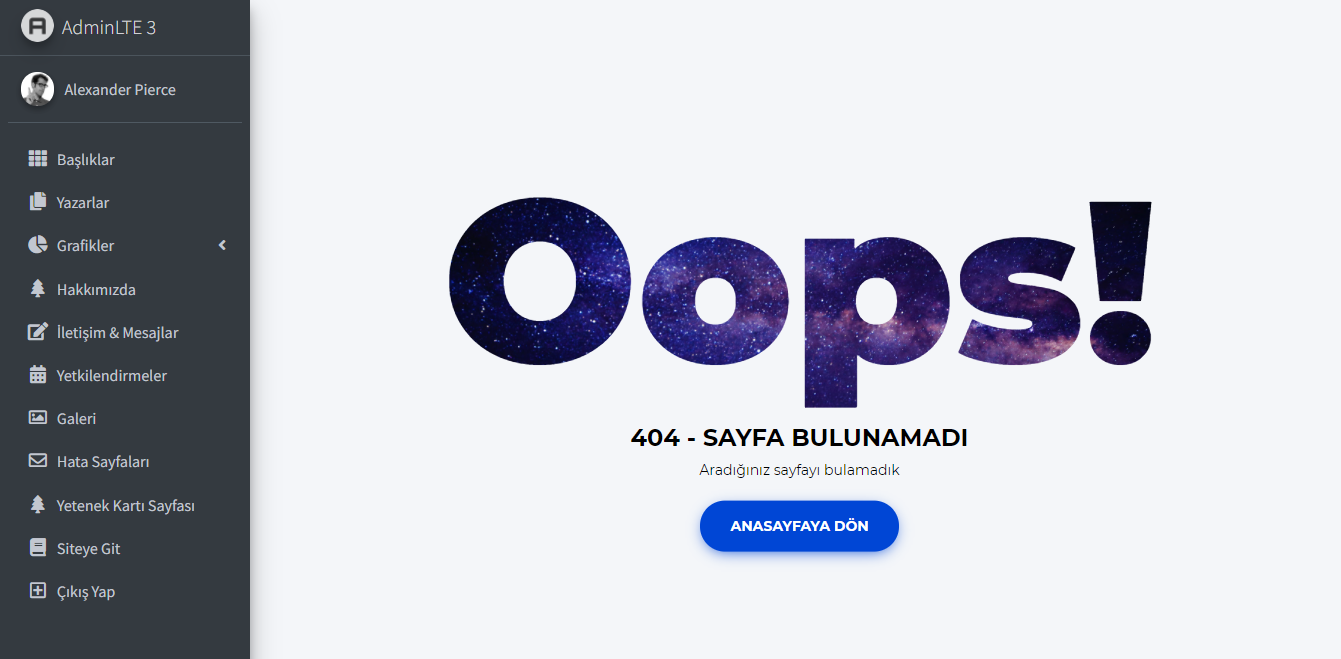 AdminLTE 3
Alexander Pierce
Başlıklar
Yazarlar
Grafikler
Hakkımızda
İletişim & Mesajlar
Yetkilendirmeler
Galeri
Hata Sayfaları
Yetenek Kartı Sayfası
Siteye Git
Çıkış Yap
Oops!
404 - SAYFA BULUNAMADI
Aradığınız sayfayı bulamadık
ANASAYFAYA DÖN